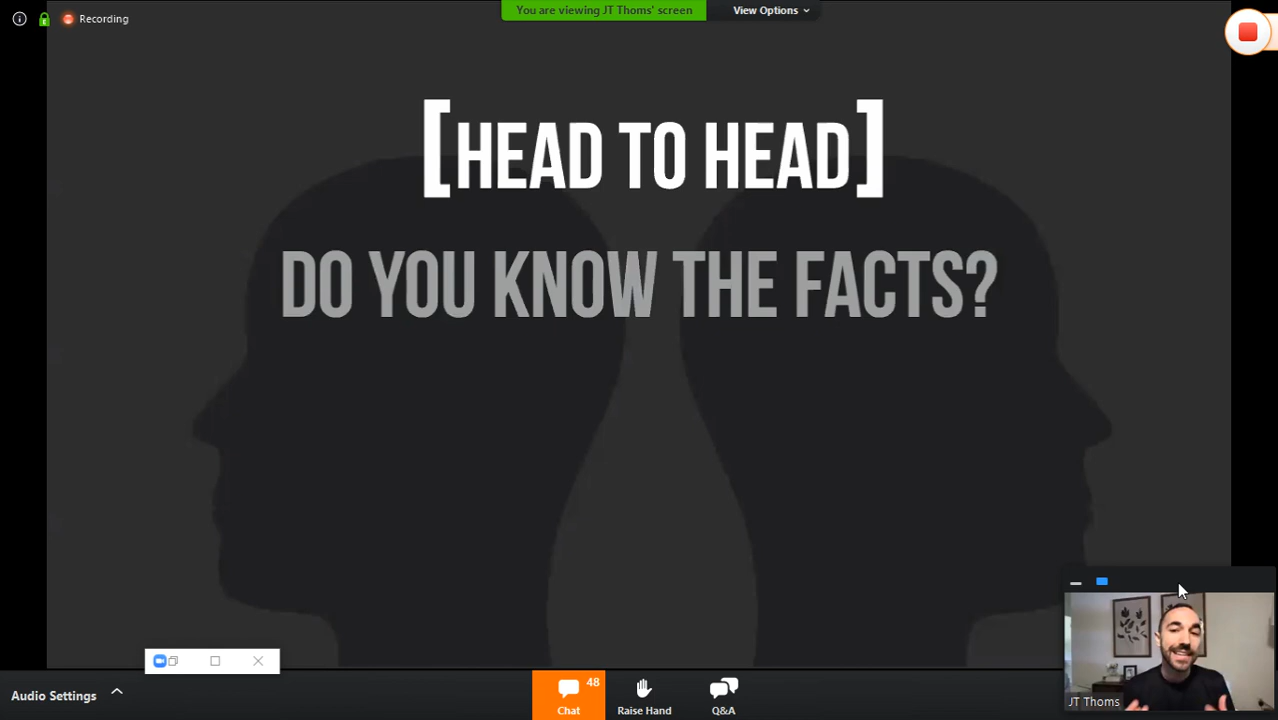 Recording
You are viewing JT Thoms' screen
View Options
[HEAD TO HEAD]
DO YOU KNOW THE FACTS?
JT Thoms
Audio Settings
48
Chat
Raise Hand
Q&A